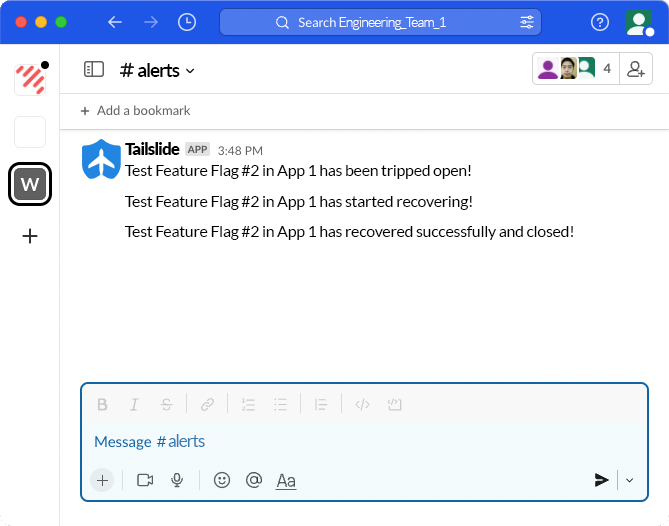 Search Engineering_Team_1
# alerts
4
+ Add a bookmark
W
Tailslide APP 3:48 PM
Test Feature Flag #2 in App 1 has been tripped open!
Test Feature Flag #2 in App 1 has started recovering!
Test Feature Flag #2 in App 1 has recovered successfully and closed!
B I S
Message # alerts
@ Aa